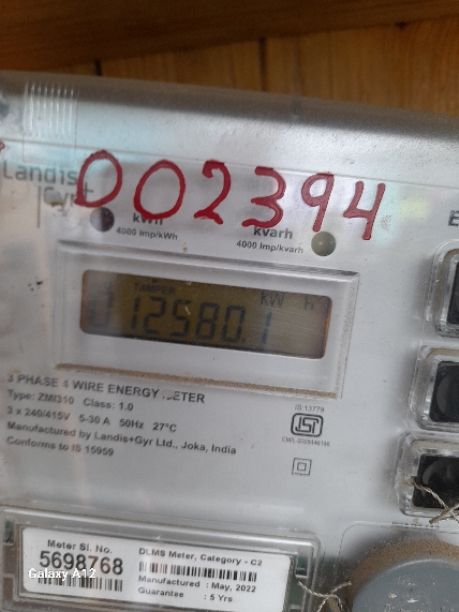 Landis
Gyr+
002394
kWh
4000 Imp/kWh
kvarh
4000 Imp/kvarh
E
TAMPER
kW h
12580.1
3 PHASE 4 WIRE ENERGY METER
Type: ZMI310 Class: 1.0
3 x 240/415V 5-30 A 50Hz 27°C
Manufactured by Landis+Gyr Ltd., Joka, India
Conforms to IS 15959
IS 13779
ISI
Meter Sl. No.
5698768
DLMS Meter, Category - C2
Manufactured : May, 2022
Guarantee : 5 Yrs
Galaxy A12